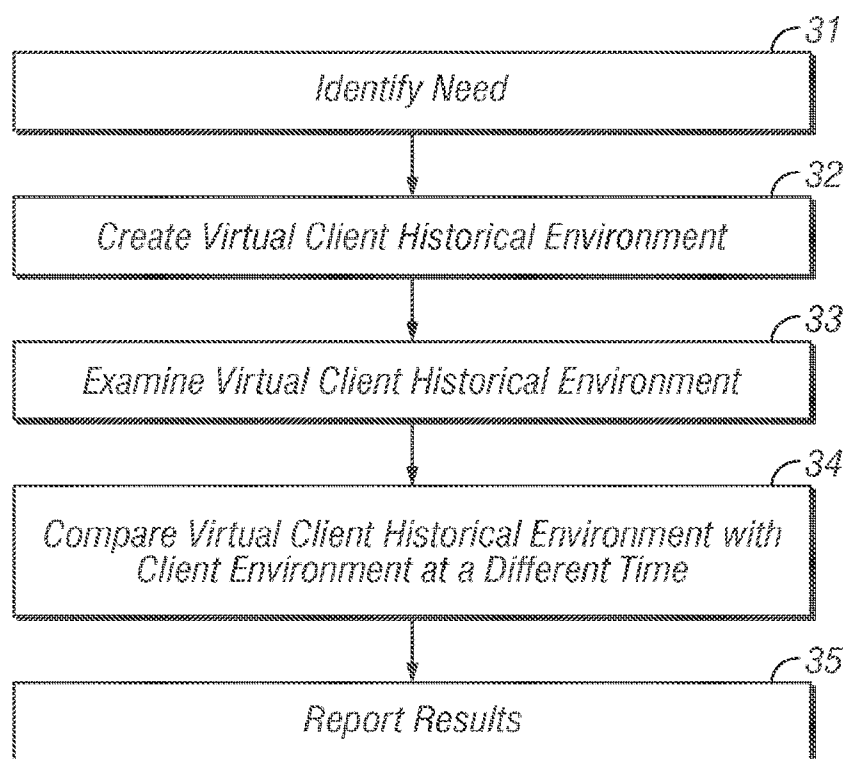 31
Identify Need
32
Create Virtual Client Historical Environment
33
Examine Virtual Client Historical Environment
34
Compare Virtual Client Historical Environment with
Client Environment at a Different Time
35
Report Results